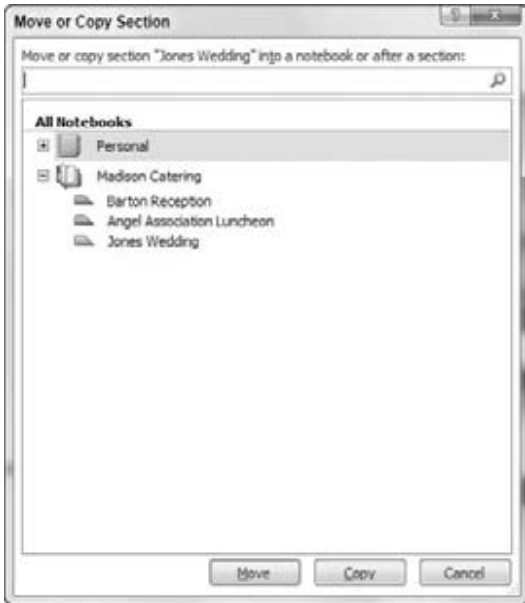 Move or Copy Section
Move or copy section "Jones Wedding" into a notebook or after a section:
All Notebooks
Personal
Madison Catering
Barton Reception
Angel Association Luncheon
Jones Wedding
Move Copy Cancel